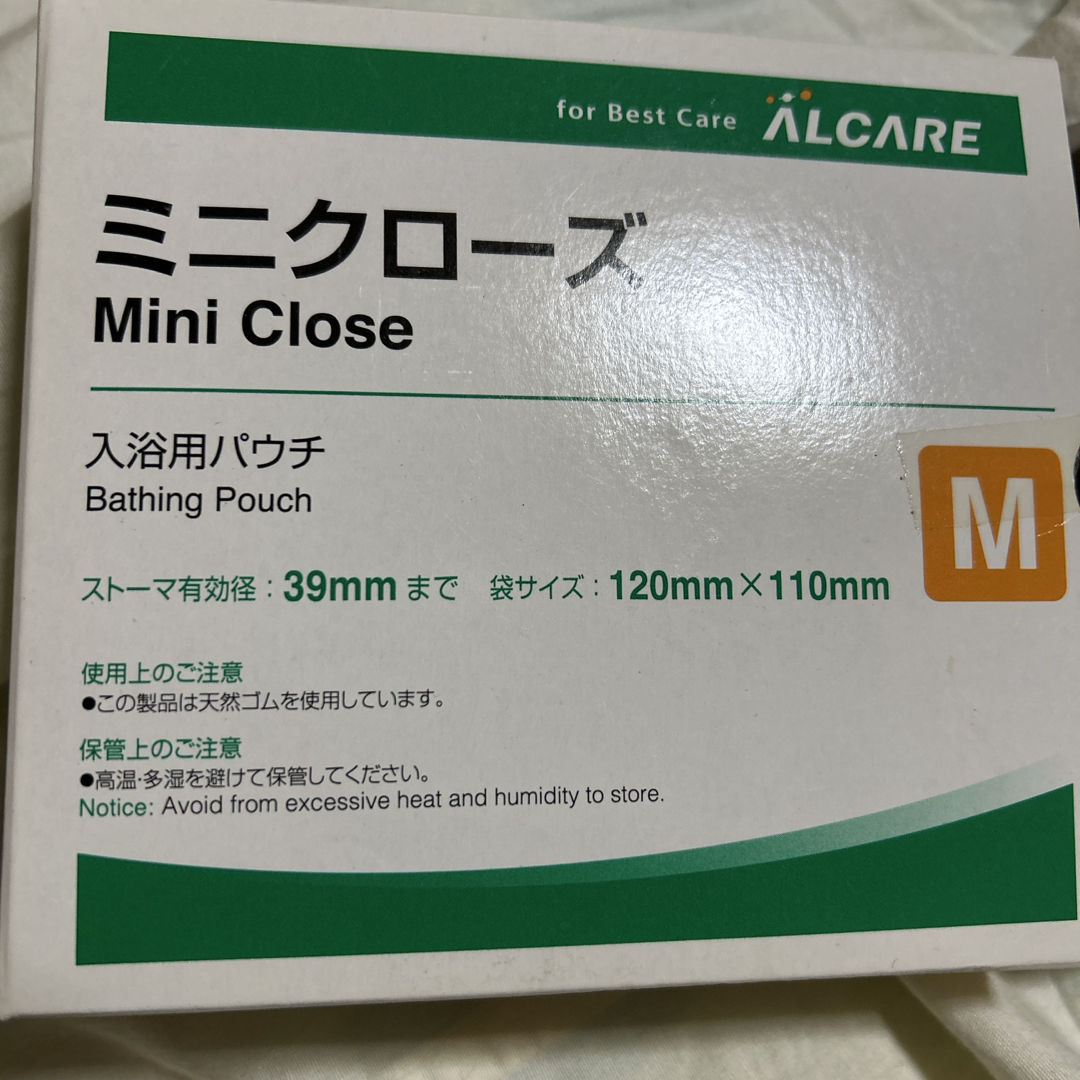 for Best Care ALCARE
ミニクローズ
Mini Close
入浴用パウチ
Bathing Pouch
M
ストーマ有効径：39mmまで 袋サイズ：120mm×110mm
使用上のご注意
●この製品は天然ゴムを使用しています。
保管上のご注意
●高温・多湿を避けて保管してください。
Notice: Avoid from excessive heat and humidity to store.